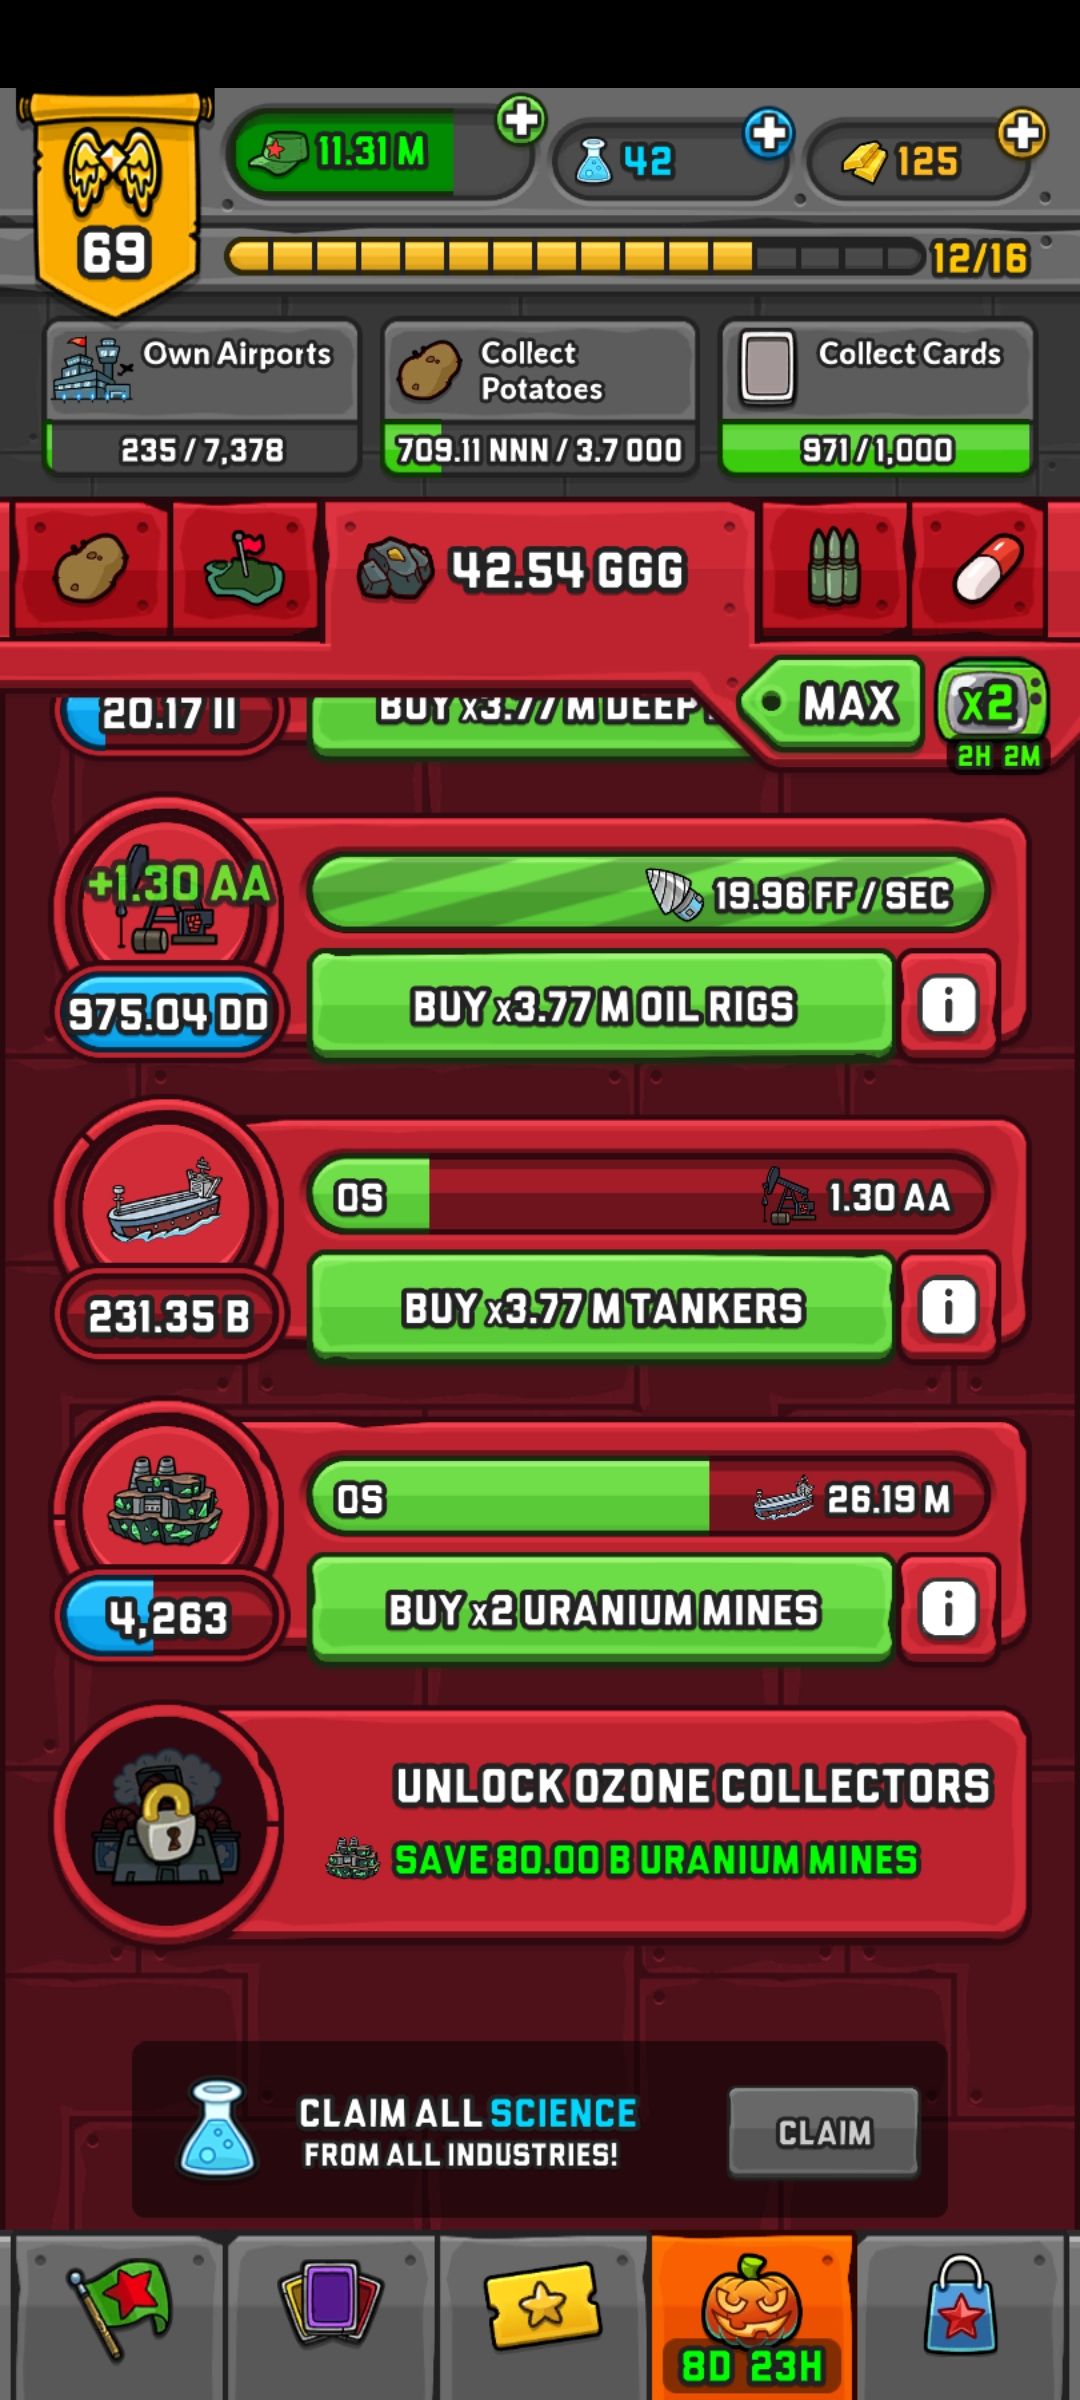 11.31 M
42
125
69
12/16
Own Airports
Collect
Potatoes
Collect Cards
235 / 7,378
709.11 NNN / 3.7 OOO
971 / 1,000
42.54 GGG
MAX
x2
2H 2M
20.17 II
BUY x3.77 M DEEP
+1.30 AA
19.96 FF / SEC
975.04 DD
BUY x3.77 M OIL RIGS
i
0S
1.30 AA
231.35 B
BUY x3.77 M TANKERS
i
0S
26.19 M
4,263
BUY x2 URANIUM MINES
i
UNLOCK OZONE COLLECTORS
SAVE 80.00 B URANIUM MINES
CLAIM ALL SCIENCE
FROM ALL INDUSTRIES!
CLAIM
8D 23H